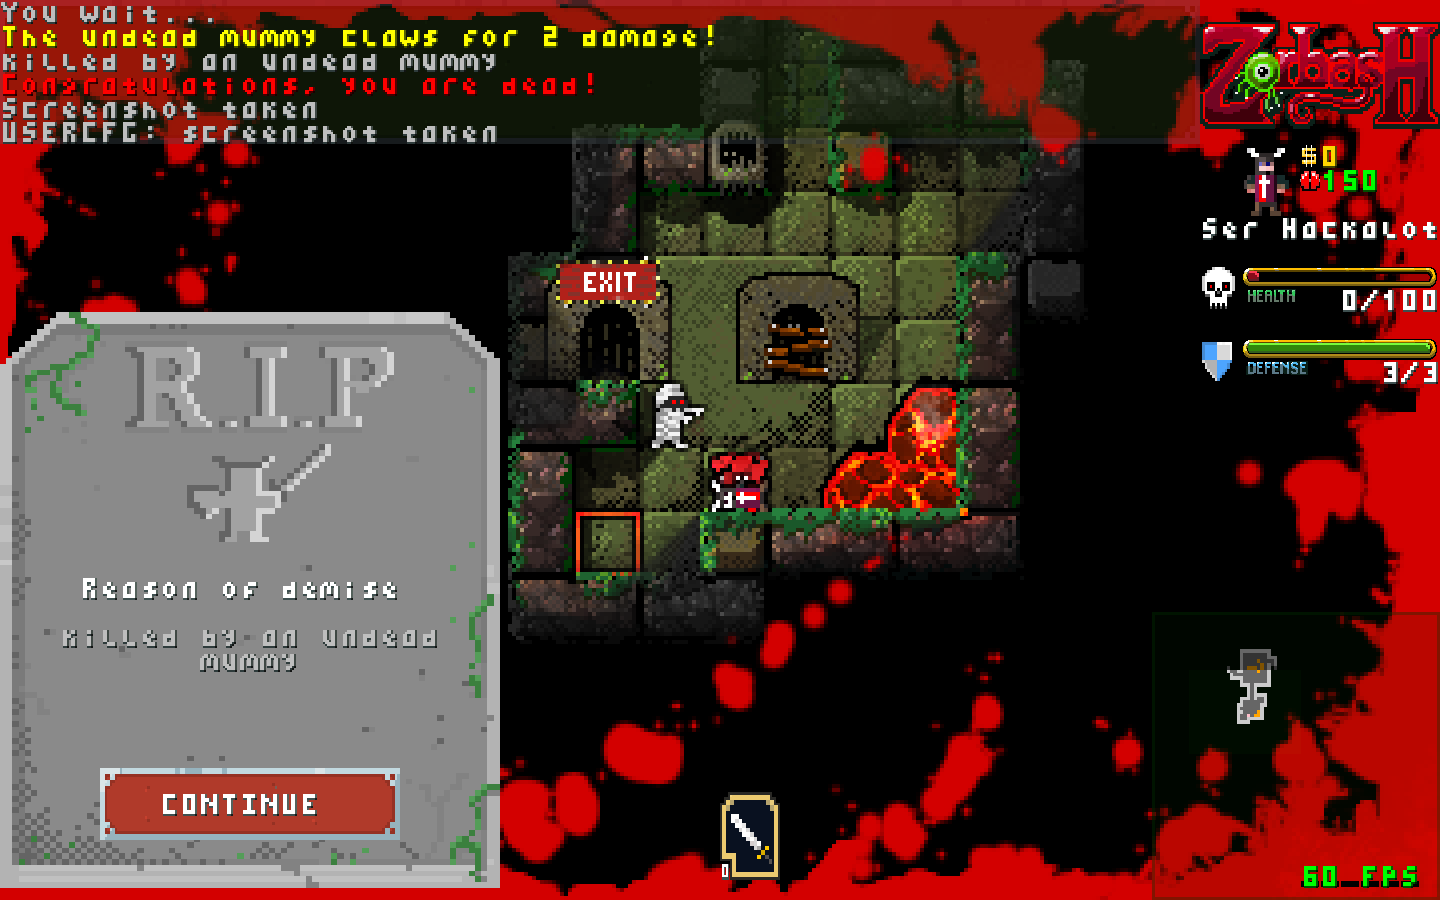 You wait...
The undead mummy claws for 2 damage!
Killed by an undead mummy
Congratulations, you are dead!
Screenshot taken
USERCFG: screenshot taken
ZorbasH
$0
150
Ser Hackalot
HEALTH 0/100
DEFENSE 3/3
EXIT
R.I.P
Reason of demise
Killed by an undead
mummy
CONTINUE
0
60 FPS